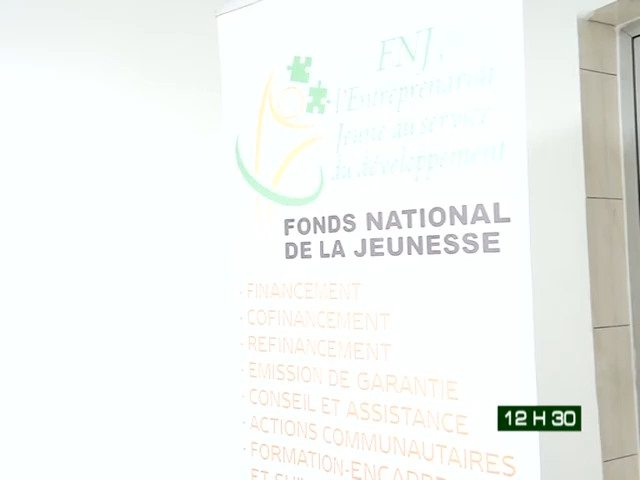 FNJ,
l'Entreprenariat
Jeune au service
du développement
FONDS NATIONAL
DE LA JEUNESSE
- FINANCEMENT
- COFINANCEMENT
- REFINANCEMENT
- EMISSION DE GARANTIE
- CONSEIL ET ASSISTANCE
- ACTIONS COMMUNAUTAIRES
- FORMATION-ENCADRE
ET
12 H 30